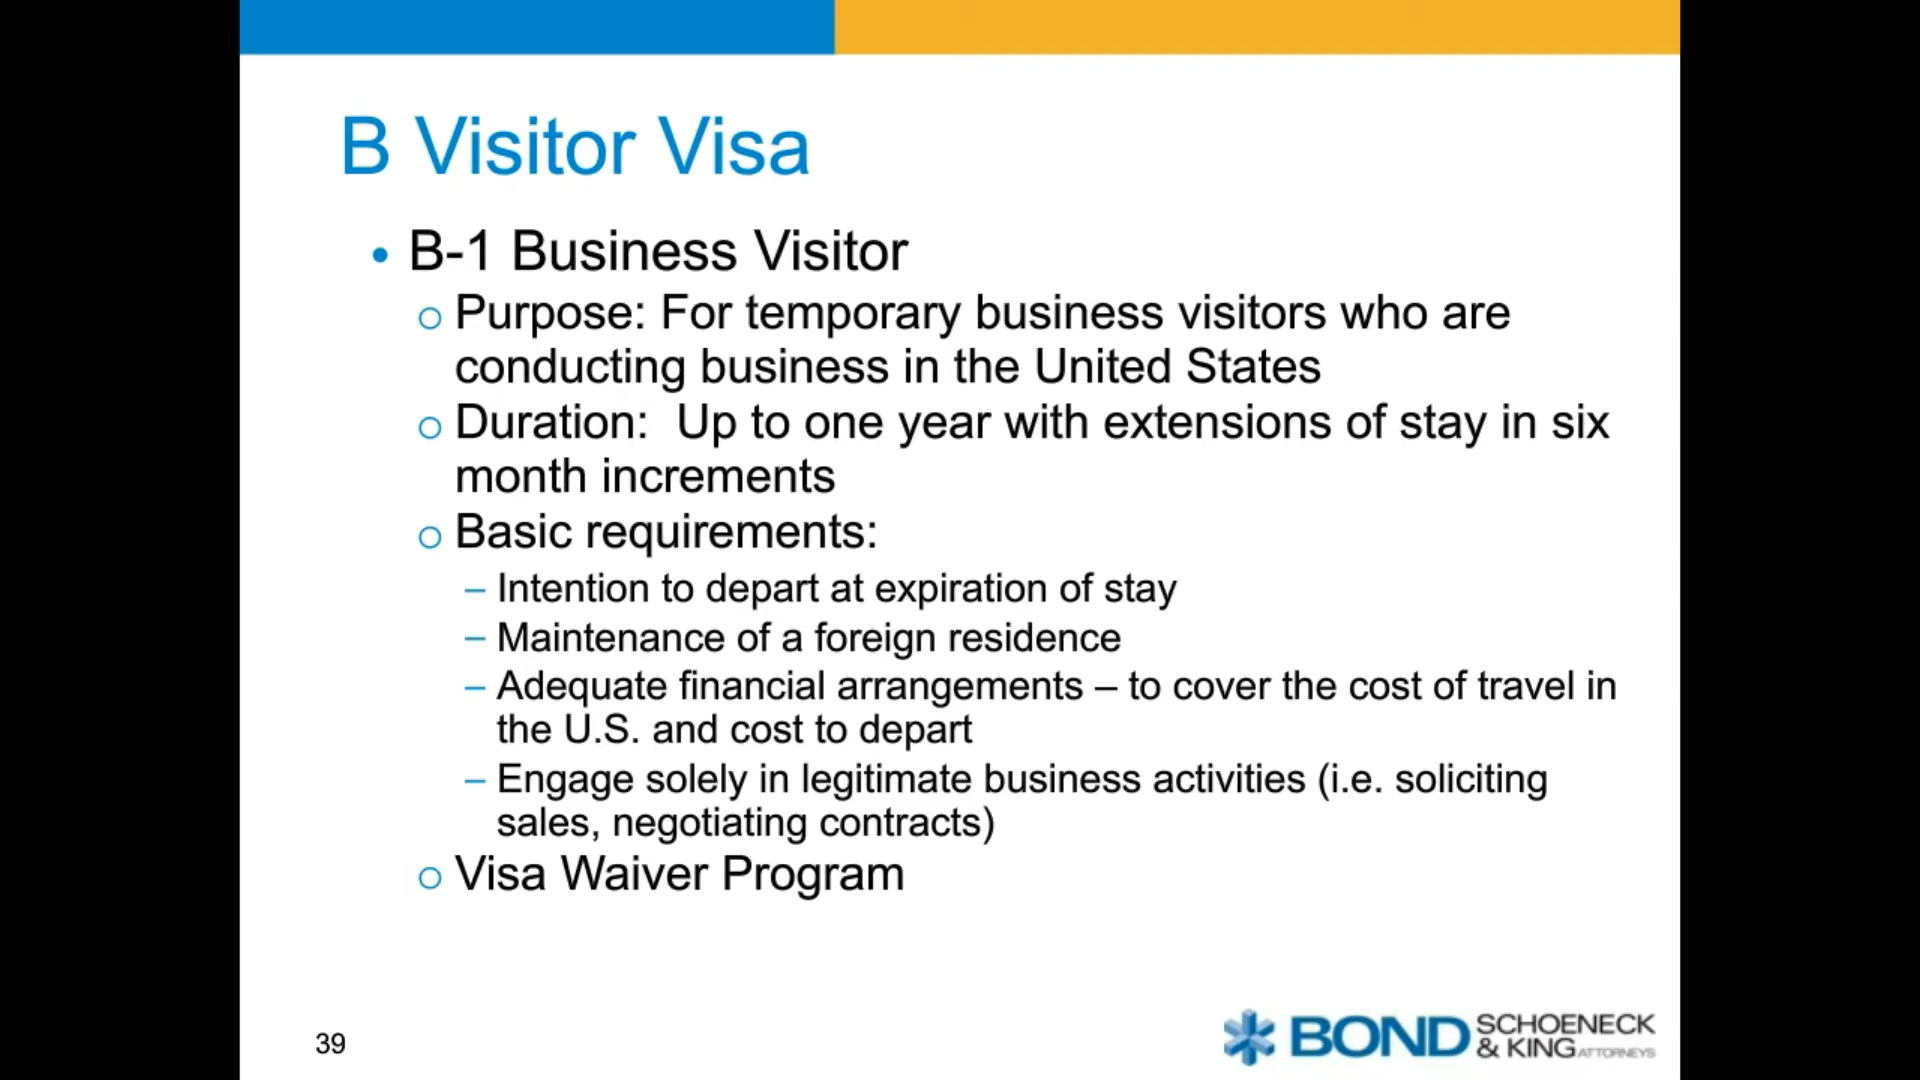 B Visitor Visa
• B-1 Business Visitor
o Purpose: For temporary business visitors who are
conducting business in the United States
o Duration:  Up to one year with extensions of stay in six
month increments
o Basic requirements:
– Intention to depart at expiration of stay
– Maintenance of a foreign residence
– Adequate financial arrangements – to cover the cost of travel in
the U.S. and cost to depart
– Engage solely in legitimate business activities (i.e. soliciting
sales, negotiating contracts)
o Visa Waiver Program
39
BOND SCHOENECK
& KING ATTORNEYS